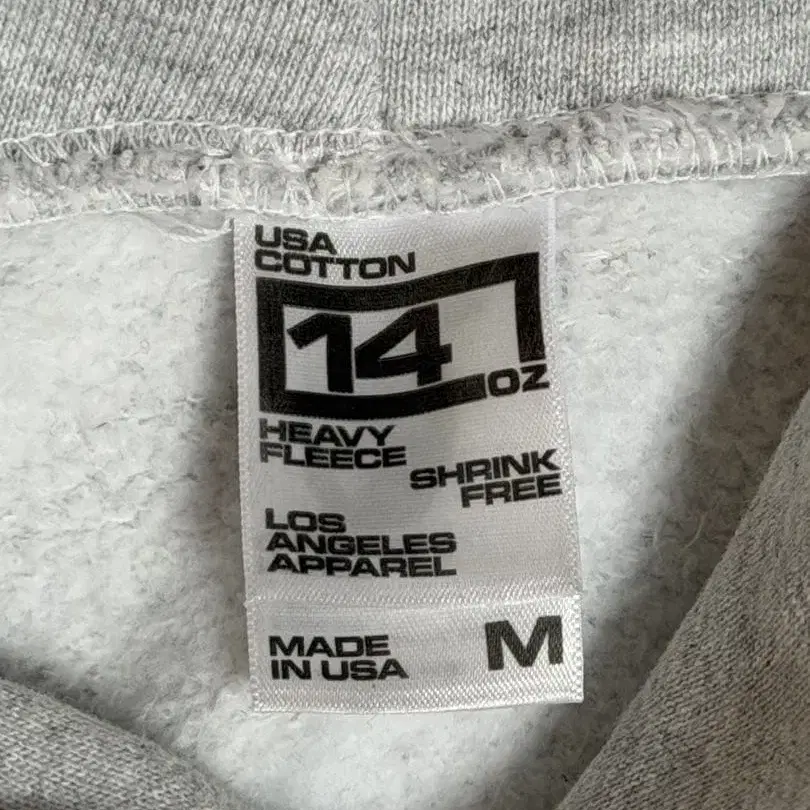 USA
COTTON
14
OZ
HEAVY
FLEECE
SHRINK
FREE
LOS
ANGELES
APPAREL
MADE
IN USA
M